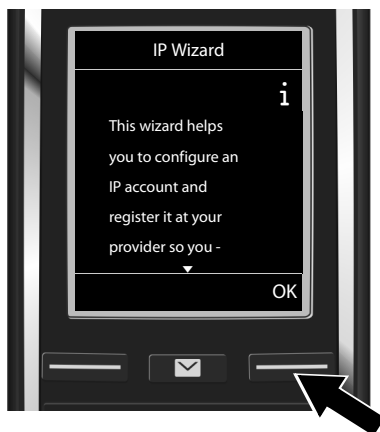 IP Wizard
i
This wizard helps
you to configure an
IP account and
register it at your
provider so you -
OK